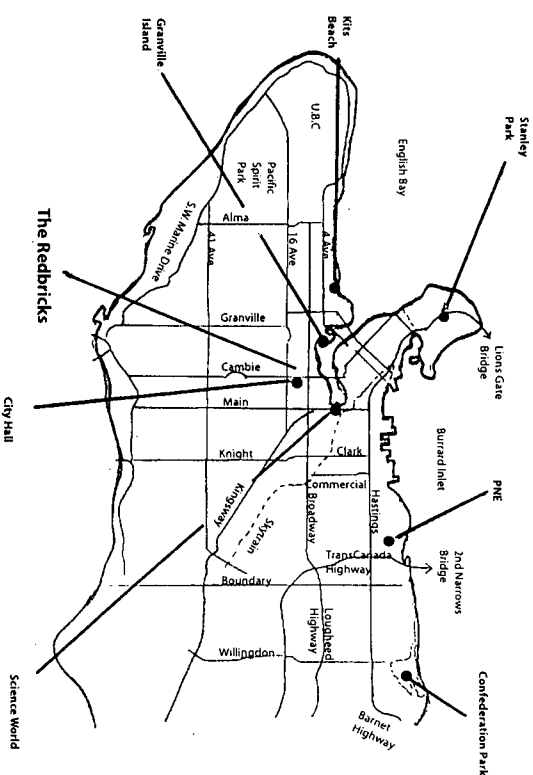 Kits
Beach
Granville
Island
Stanley
Park
English Bay
U.B.C
Pacific
Spirit
Park
S.W. Marine Drive
Alma
41 Ave
16 Ave
4 Ave
The Redbricks
Granville
Lions Gate
Bridge
Cambie
City Hall
Main
Burrard Inlet
Knight
Clark
Kingsway
Skytrain
Commercial
Broadway
Hastings
PNE
TransCanada
Highway
2nd Narrows
Bridge
Boundary
Lougheed
Highway
Willingdon
Science World
Confederation Park
Barnet
Highway